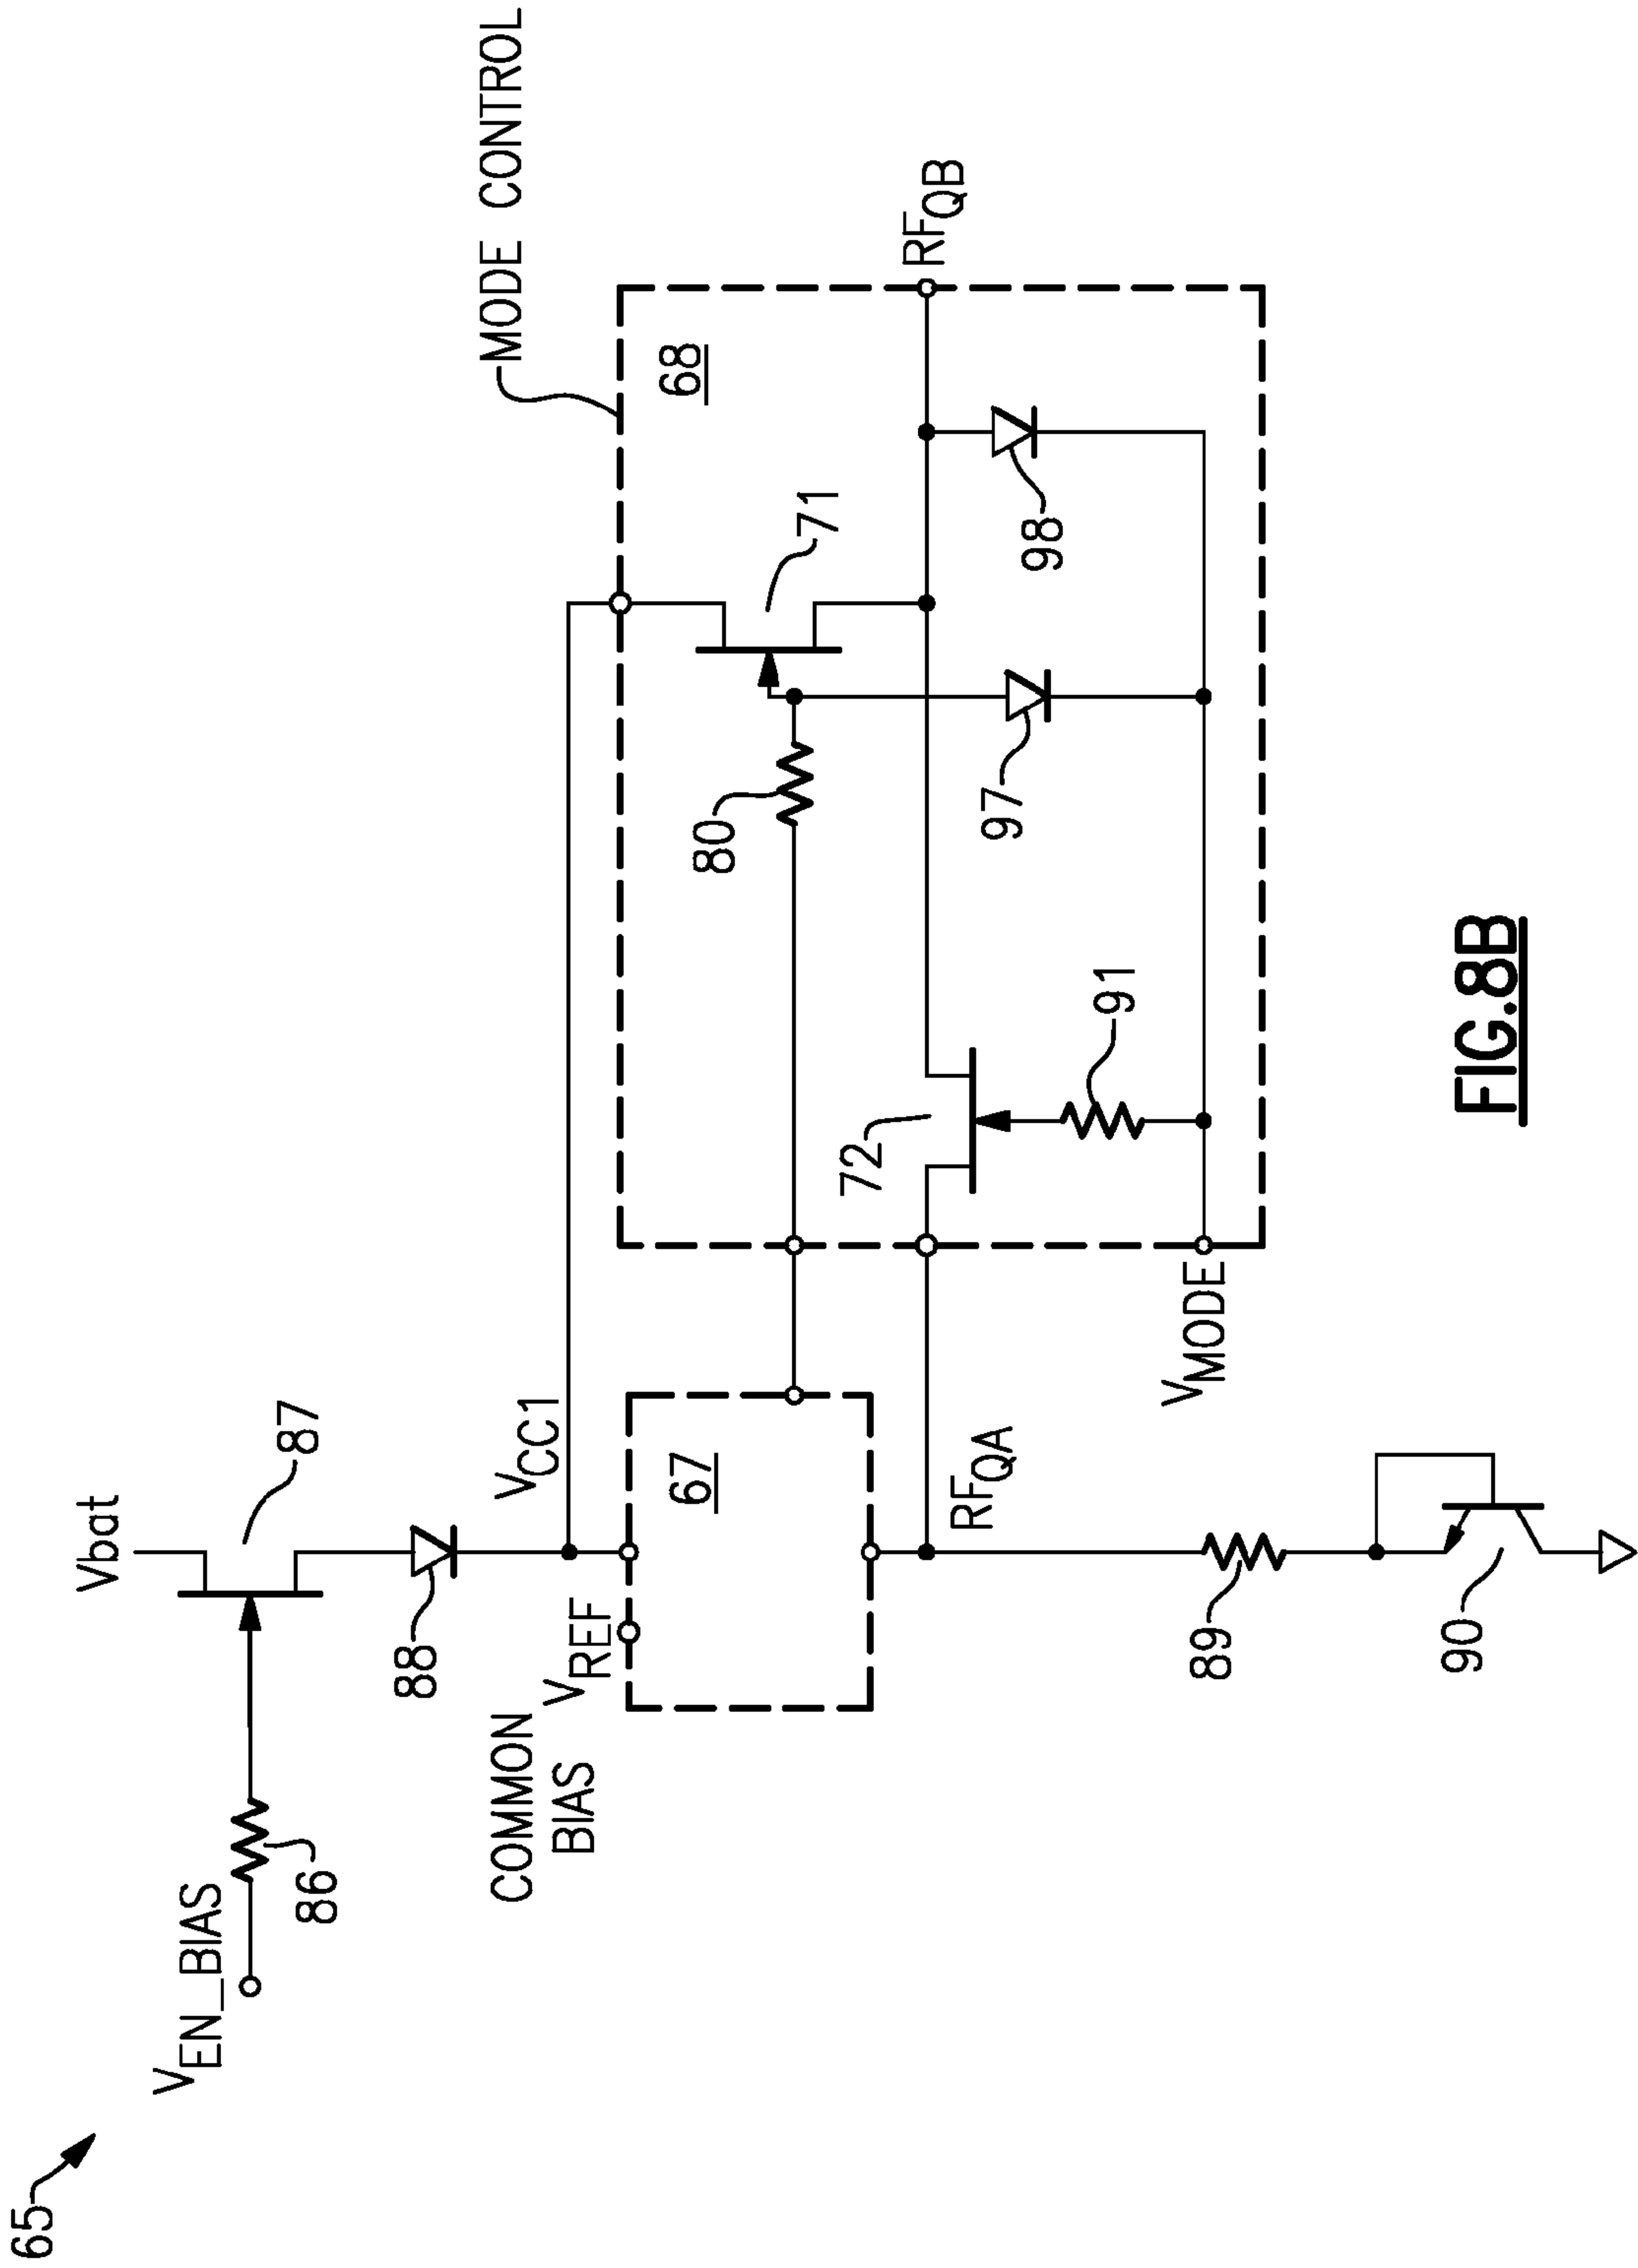 65
V_EN_BIAS
86
Vbat
87
88
COMMON
BIAS
V_REF
V_CC1
67
RF_QA
89
90
MODE CONTROL
68
71
80
72
91
97
98
RF_QB
V_MODE
FIG.8B